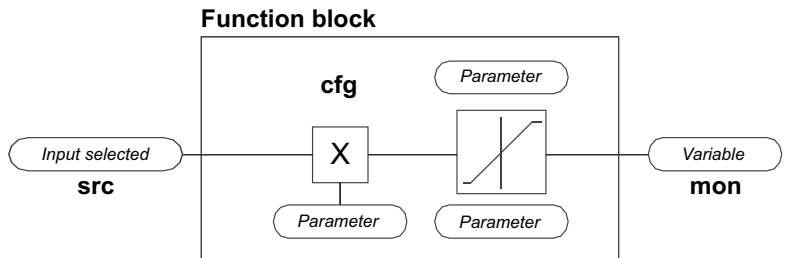 Function block
cfg
Parameter
Input selected
X
Variable
src
mon
Parameter
Parameter